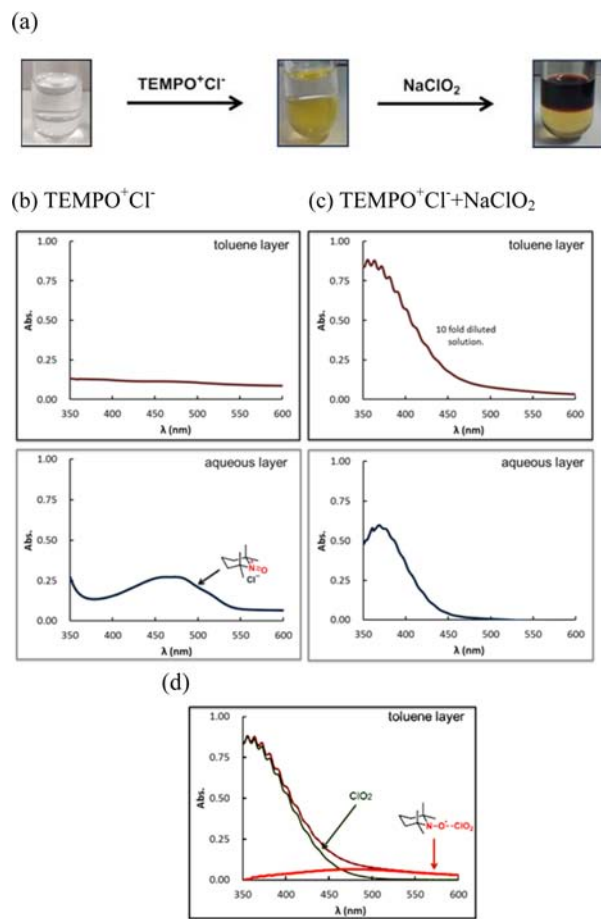 (a)
TEMPO⁺Cl⁻
NaClO₂
(b) TEMPO⁺Cl⁻
(c) TEMPO⁺Cl⁻+NaClO₂
toluene layer
Abs.
1.00
0.75
0.50
0.25
0.00
350 400 450 500 550 600
λ (nm)
toluene layer
10 fold diluted
solution.
Abs.
1.00
0.75
0.50
0.25
0.00
350 400 450 500 550 600
λ (nm)
aqueous layer
N=O
Cl⁻
Abs.
1.00
0.75
0.50
0.25
0.00
350 400 450 500 550 600
λ (nm)
aqueous layer
Abs.
1.00
0.75
0.50
0.25
0.00
350 400 450 500 550 600
λ (nm)
(d)
toluene layer
ClO₂
N-O--ClO₂
Abs.
1.00
0.75
0.50
0.25
0.00
350 400 450 500 550 600
λ (nm)